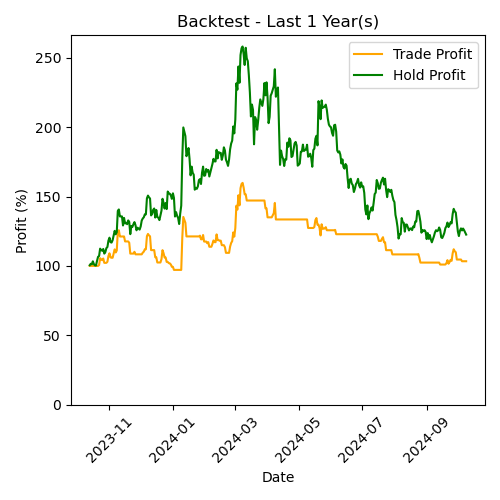 Backtest - Last 1 Year(s)
Trade Profit
Hold Profit
Profit (%)
250
200
150
100
50
0
2023-11
2024-01
2024-03
2024-05
2024-07
2024-09
Date